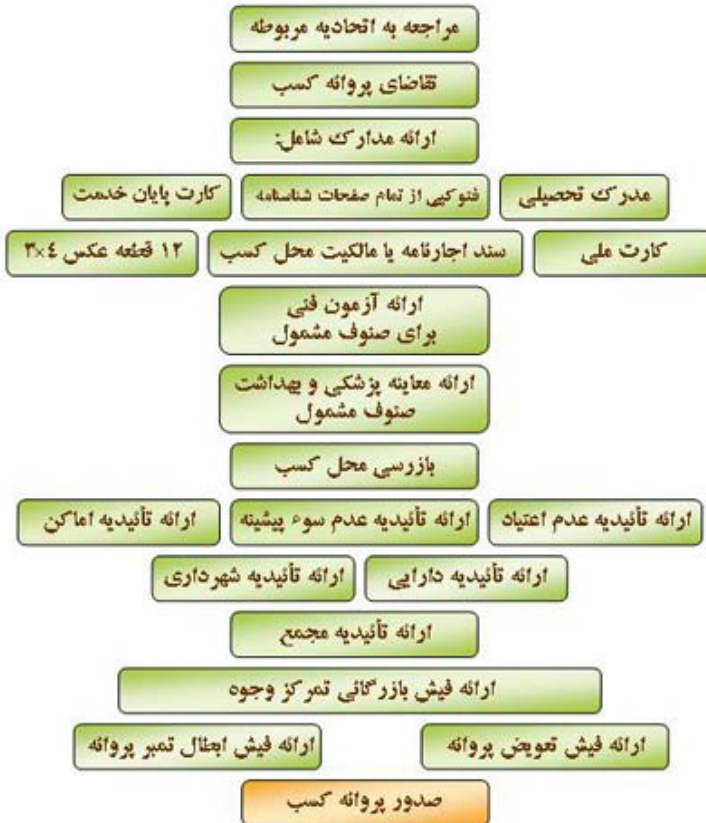 مراجعه به اتحادیه مربوطه
تقاضای پروانه کسب
ارائه مدارک شامل:
مدرک تحصیلی
فتوکپی از تمام صفحات شناسنامه
کارت پایان خدمت
کارت ملی
سند اجارنامه یا مالکیت محل کسب
۱۲ قطعه عکس ۴×۳
ارائه آزمون فنی
برای صنوف مشمول
ارائه معاینه پزشکی و بهداشت
صنوف مشمول
بازرسی محل کسب
ارائه تأئیدیه عدم اعتیاد
ارائه تأئیدیه عدم سوء پیشینه
ارائه تأئیدیه اماکن
ارائه تأئیدیه دارایی
ارائه تأئیدیه شهرداری
ارائه تأئیدیه مجمع
ارائه فیش بازرگانی تمرکز وجوه
ارائه فیش تعویض پروانه
ارائه فیش ابطال تمبر پروانه
صدور پروانه کسب